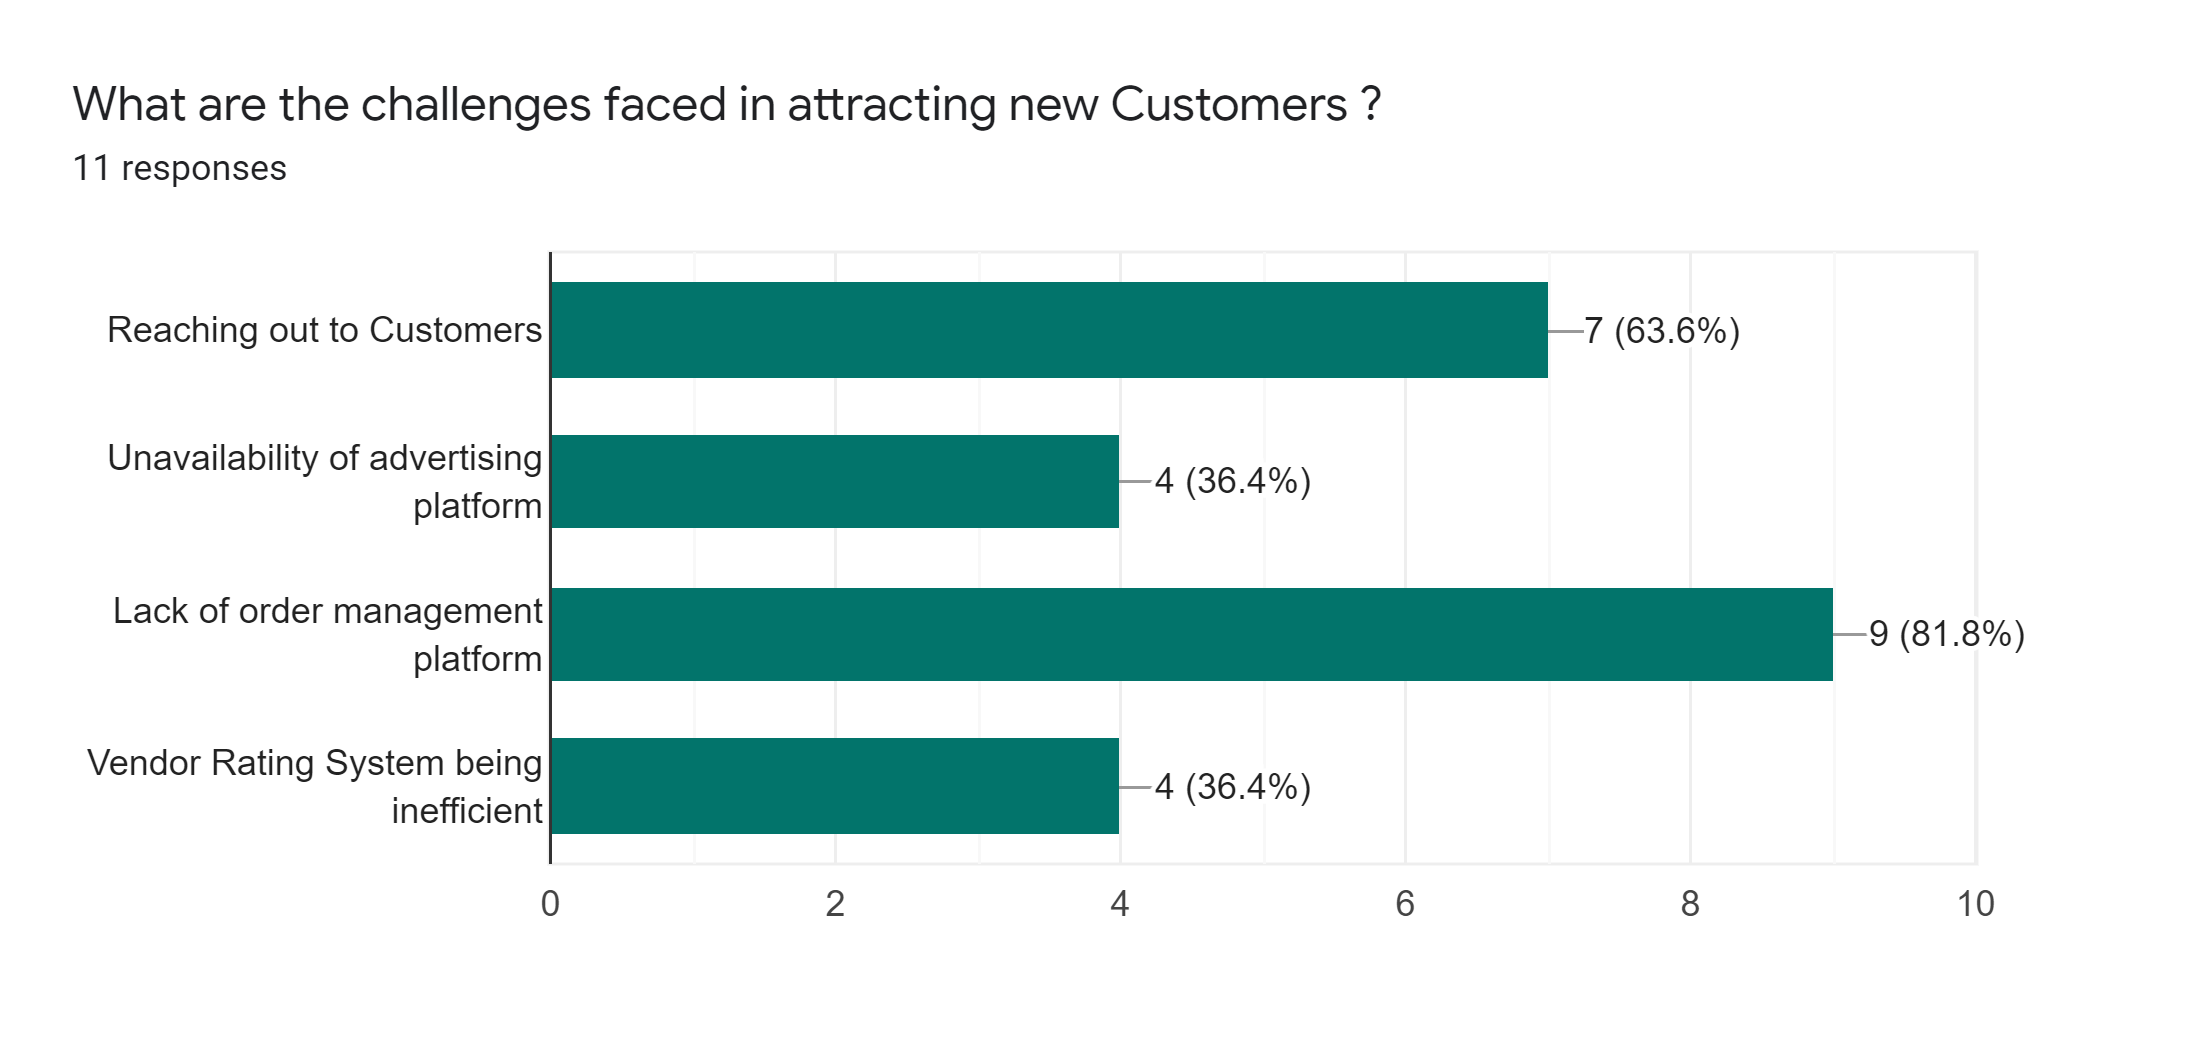 What are the challenges faced in attracting new Customers ?
11 responses
Reaching out to Customers
7 (63.6%)
Unavailability of advertising
platform
4 (36.4%)
Lack of order management
platform
9 (81.8%)
Vendor Rating System being
inefficient
4 (36.4%)
0 2 4 6 8 10